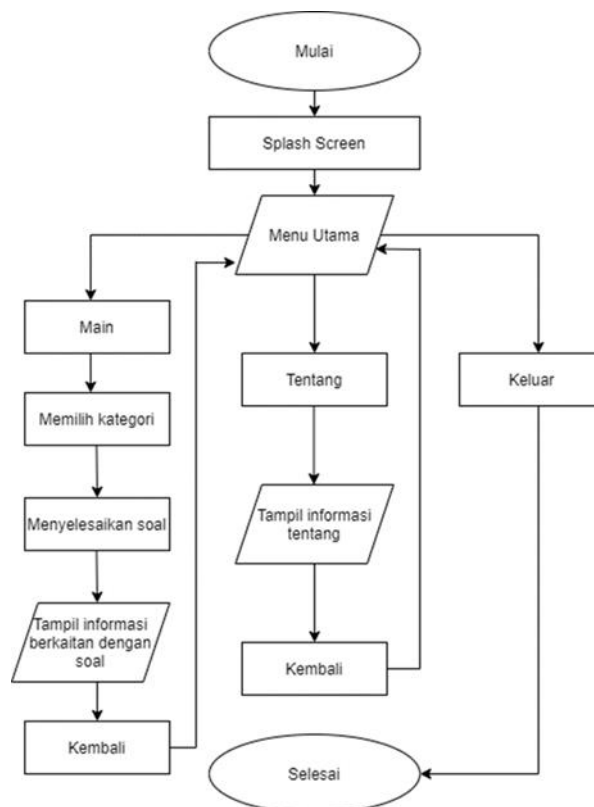 Mulai
Splash Screen
Menu Utama
Main
Memilih kategori
Menyelesaikan soal
Tampil informasi
berkaitan dengan
soal
Kembali
Tentang
Tampil informasi
tentang
Kembali
Keluar
Selesai